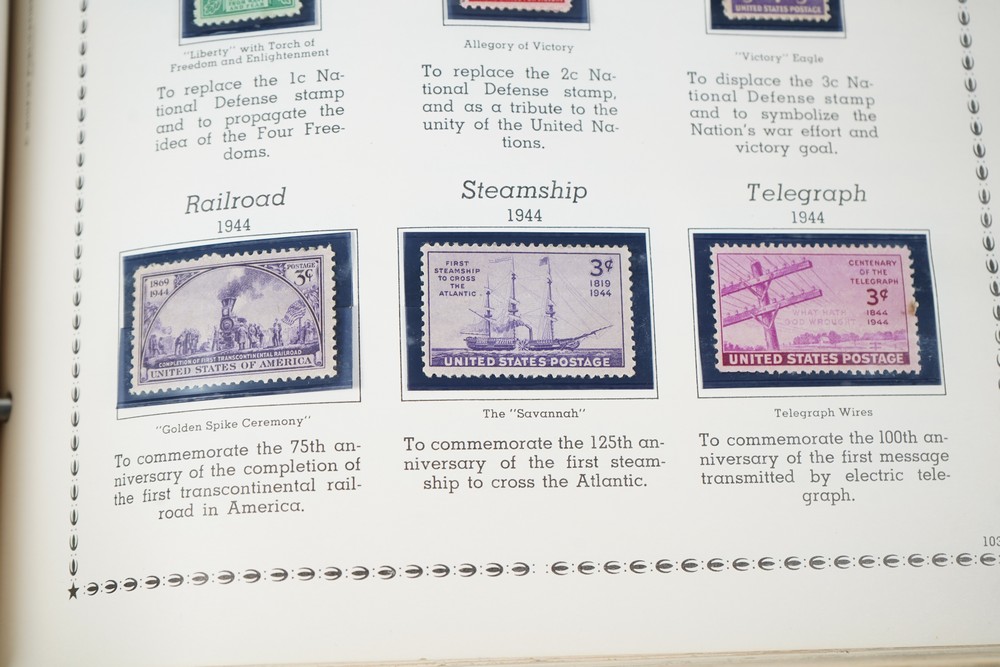 UNITED STATES POSTAGE
"Liberty" with Torch of
Freedom and Enlightenment
To replace the 1c Na-
tional Defense stamp
and to propagate the
idea of the Four Free-
doms.
Allegory of Victory
To replace the 2c Na-
tional Defense stamp,
and as a tribute to the
unity of the United Na-
tions.
"Victory" Eagle
To displace the 3c Na-
tional Defense stamp
and to symbolize the
Nation's war effort and
victory goal.
Railroad
1944
1869
1944
POSTAGE
3¢
COMPLETION OF FIRST TRANSCONTINENTAL RAILROAD
UNITED STATES OF AMERICA
"Golden Spike Ceremony"
To commemorate the 75th an-
niversary of the completion of
the first transcontinental rail-
road in America.
Steamship
1944
FIRST
STEAMSHIP
TO CROSS
THE
ATLANTIC
3¢
1819
1944
UNITED STATES POSTAGE
The "Savannah"
To commemorate the 125th an-
niversary of the first steam-
ship to cross the Atlantic.
Telegraph
1944
CENTENARY
OF THE
TELEGRAPH
3¢
1844
1944
WHAT HATH
GOD WROUGHT
UNITED STATES POSTAGE
Telegraph Wires
To commemorate the 100th an-
niversary of the first message
transmitted by electric tele-
graph.
103